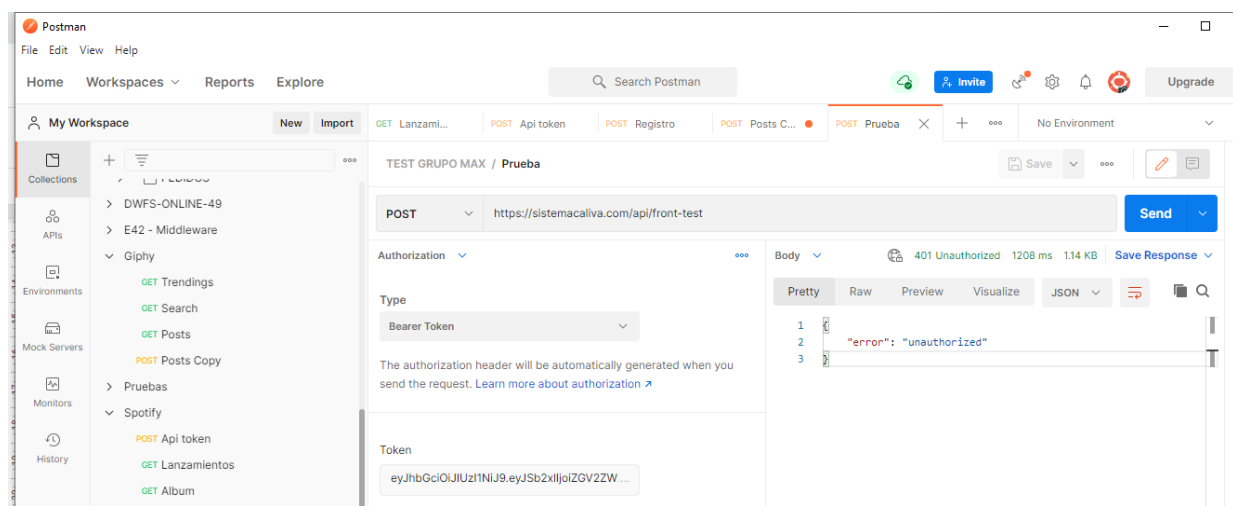 Postman
File Edit View Help
Home Workspaces Reports Explore Search Postman Invite Upgrade
My Workspace New Import GET Lanzami... POST Api token POST Registro POST Posts C... POST Prueba No Environment
Collections
APIs
Environments
Mock Servers
Monitors
History
DWFS-ONLINE-49
E42 - Middleware
Giphy
GET Trendings
GET Search
GET Posts
POST Posts Copy
Pruebas
Spotify
POST Api token
GET Lanzamientos
GET Album
TEST GRUPO MAX / Prueba Save
POST https://sistemacaliva.com/api/front-test Send
Authorization
Type
Bearer Token
The authorization header will be automatically generated when you
send the request. Learn more about authorization
Token
Body 401 Unauthorized 1208 ms 1.14 KB Save Response
Pretty Raw Preview Visualize JSON
1 {
2 "error": "unauthorized"
3 }